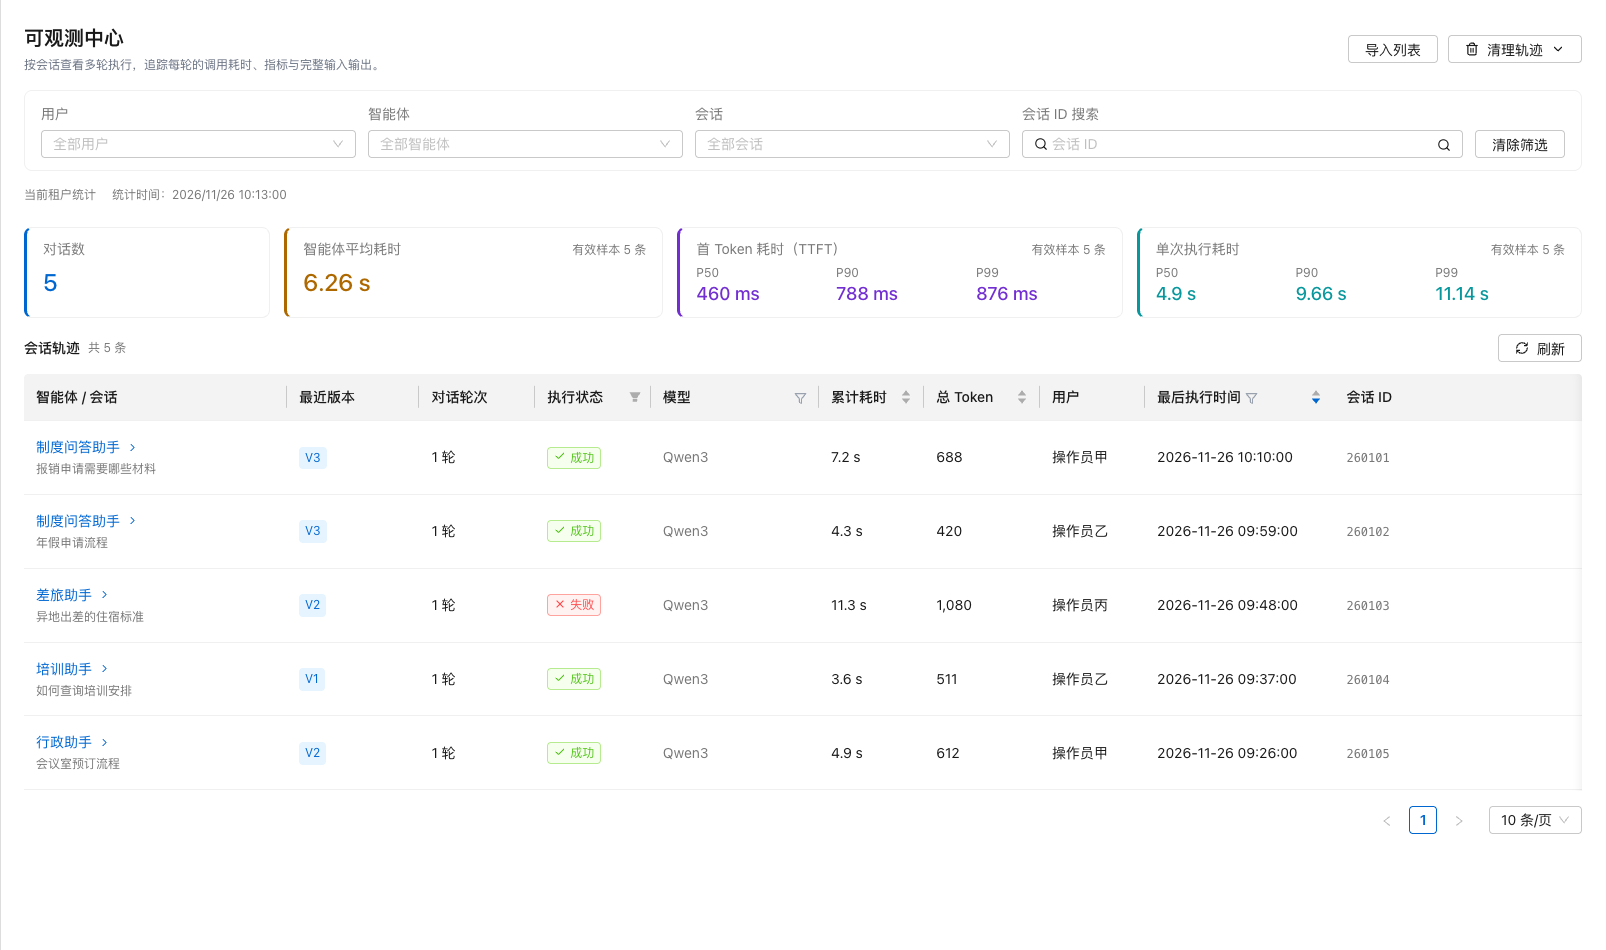 可观测中心
按会话查看多轮执行，追踪每轮的调用耗时、指标与完整输入输出。
导入列表
清理轨迹
用户 智能体 会话 会话 ID 搜索
全部用户 全部智能体 全部会话 会话 ID 清除筛选
当前租户统计 统计时间：2026/11/26 10:13:00
对话数
5
智能体平均耗时 有效样本 5 条
6.26 s
首 Token 耗时（TTFT） 有效样本 5 条
P50 P90 P99
460 ms 788 ms 876 ms
单次执行耗时 有效样本 5 条
P50 P90 P99
4.9 s 9.66 s 11.14 s
会话轨迹 共 5 条 刷新
智能体 / 会话 最近版本 对话轮次 执行状态 模型 累计耗时 总 Token 用户 最后执行时间 会话 ID
制度问答助手
报销申请需要哪些材料
V3 1 轮 成功 Qwen3 7.2 s 688 操作员甲 2026-11-26 10:10:00 260101
制度问答助手
年假申请流程
V3 1 轮 成功 Qwen3 4.3 s 420 操作员乙 2026-11-26 09:59:00 260102
差旅助手
异地出差的住宿标准
V2 1 轮 失败 Qwen3 11.3 s 1,080 操作员丙 2026-11-26 09:48:00 260103
培训助手
如何查询培训安排
V1 1 轮 成功 Qwen3 3.6 s 511 操作员乙 2026-11-26 09:37:00 260104
行政助手
会议室预订流程
V2 1 轮 成功 Qwen3 4.9 s 612 操作员甲 2026-11-26 09:26:00 260105
1 10 条/页